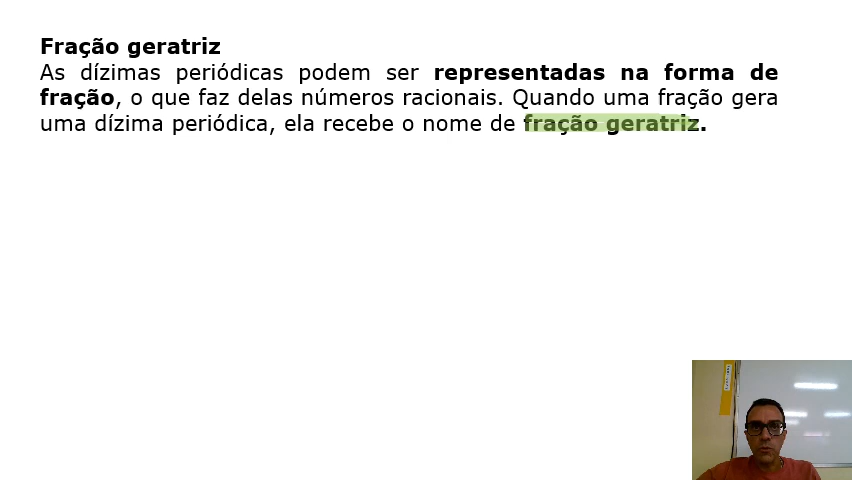 Fração geratriz
As dízimas periódicas podem ser representadas na forma de
fração, o que faz delas números racionais. Quando uma fração gera
uma dízima periódica, ela recebe o nome de fração geratriz.